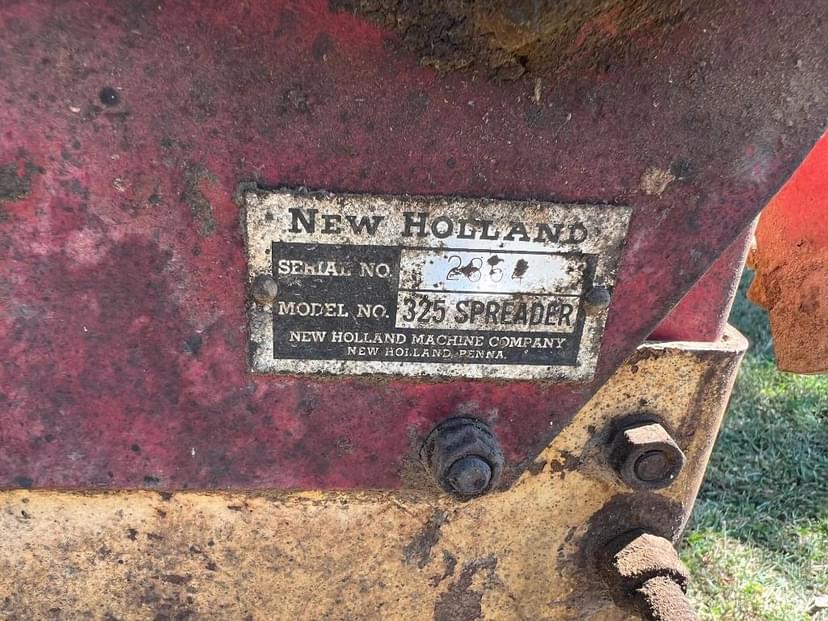 NEW HOLLAND
SERIAL NO.
MODEL NO. 325 SPREADER
NEW HOLLAND MACHINE COMPANY
NEW HOLLAND, PENNA.